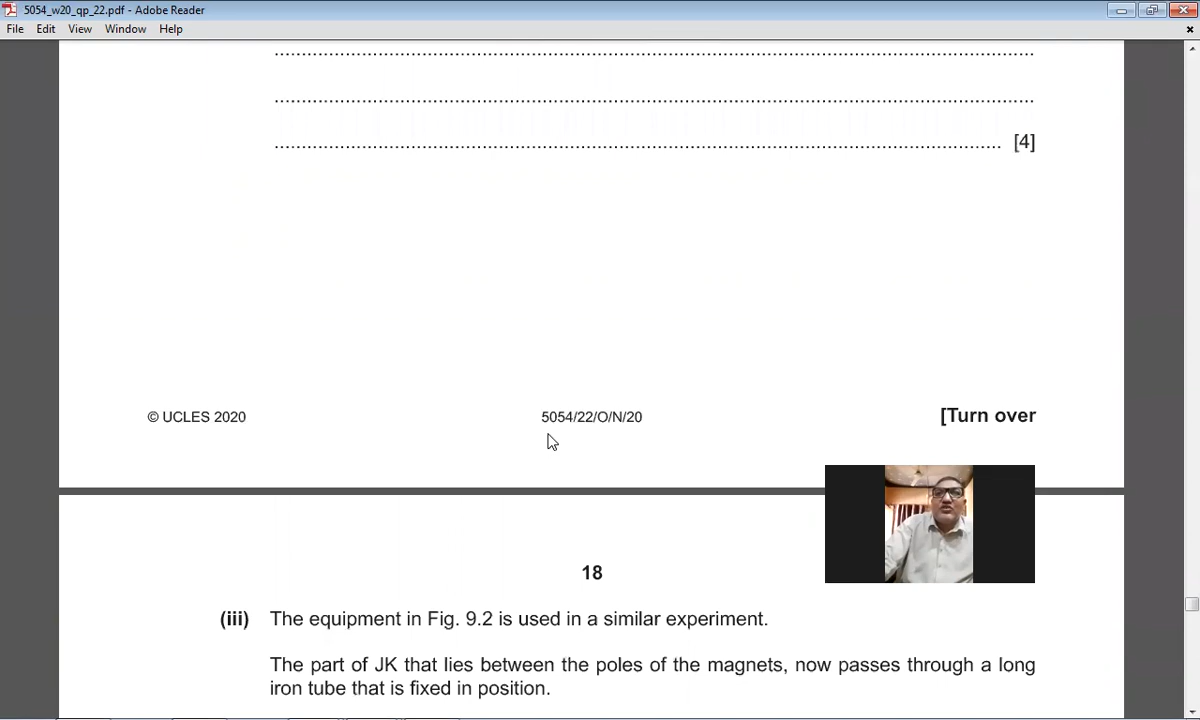 5054_w20_qp_22.pdf - Adobe Reader
File Edit View Window Help
................................................................................................
................................................................................................
................................................................................................ [4]
© UCLES 2020 5054/22/O/N/20 [Turn over
18
(iii) The equipment in Fig. 9.2 is used in a similar experiment.
The part of JK that lies between the poles of the magnets, now passes through a long
iron tube that is fixed in position.